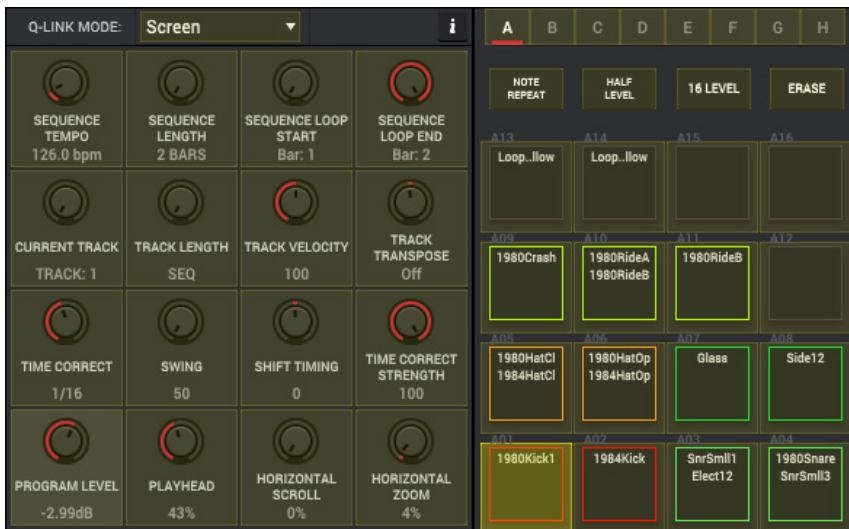 Q-LINK MODE: Screen i
SEQUENCE TEMPO
126.0 bpm
SEQUENCE LENGTH
2 BARS
SEQUENCE LOOP START
Bar: 1
SEQUENCE LOOP END
Bar: 2
CURRENT TRACK
TRACK: 1
TRACK LENGTH
SEQ
TRACK VELOCITY
100
TRACK TRANSPOSE
Off
TIME CORRECT
1/16
SWING
50
SHIFT TIMING
0
TIME CORRECT STRENGTH
100
PROGRAM LEVEL
-2.99dB
PLAYHEAD
43%
HORIZONTAL SCROLL
0%
HORIZONTAL ZOOM
4%
A B C D E F G H
NOTE REPEAT
HALF LEVEL
16 LEVEL
ERASE
A13
Loop..llow
A14
Loop..llow
A15
A16
A09
1980Crash
A10
1980RideA
1980RideB
A11
1980RideB
A12
A05
1980HatCl
1984HatCl
A06
1980HatOp
1984HatOp
A07
Glass
A08
Side12
A01
1980Kick1
A02
1984Kick
A03
SnrSmll1
Elect12
A04
1980Snare
SnrSmll3